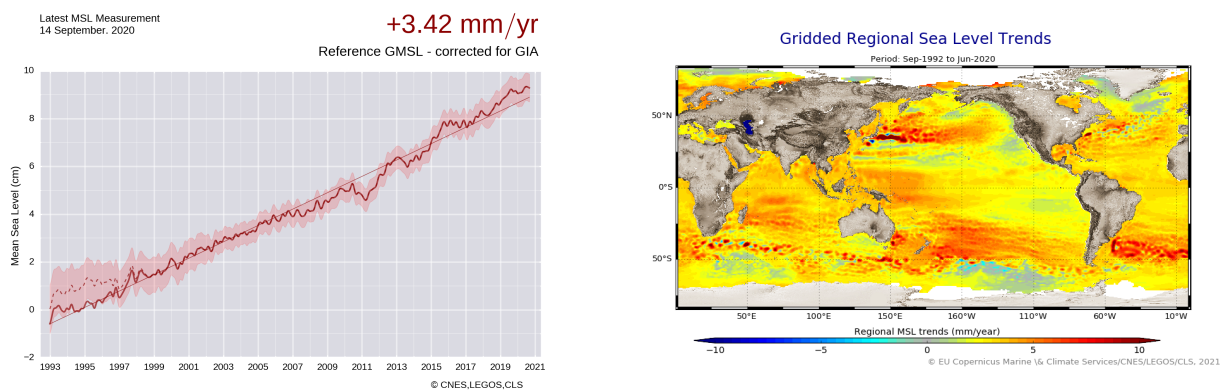 Latest MSL Measurement
14 September. 2020
+3.42 mm/yr
Reference GMSL - corrected for GIA
Mean Sea Level (cm)
10
8
6
4
2
0
−2
1993 1995 1997 1999 2001 2003 2005 2007 2009 2011 2013 2015 2017 2019 2021
© CNES,LEGOS,CLS
Gridded Regional Sea Level Trends
Period: Sep-1992 to Jun-2020
50°N
0°S
50°S
50°E 100°E 150°E 160°W 110°W 60°W 10°W
Regional MSL trends (mm/year)
−10 −5 0 5 10
© EU Copernicus Marine \& Climate Services/CNES/LEGOS/CLS, 2021